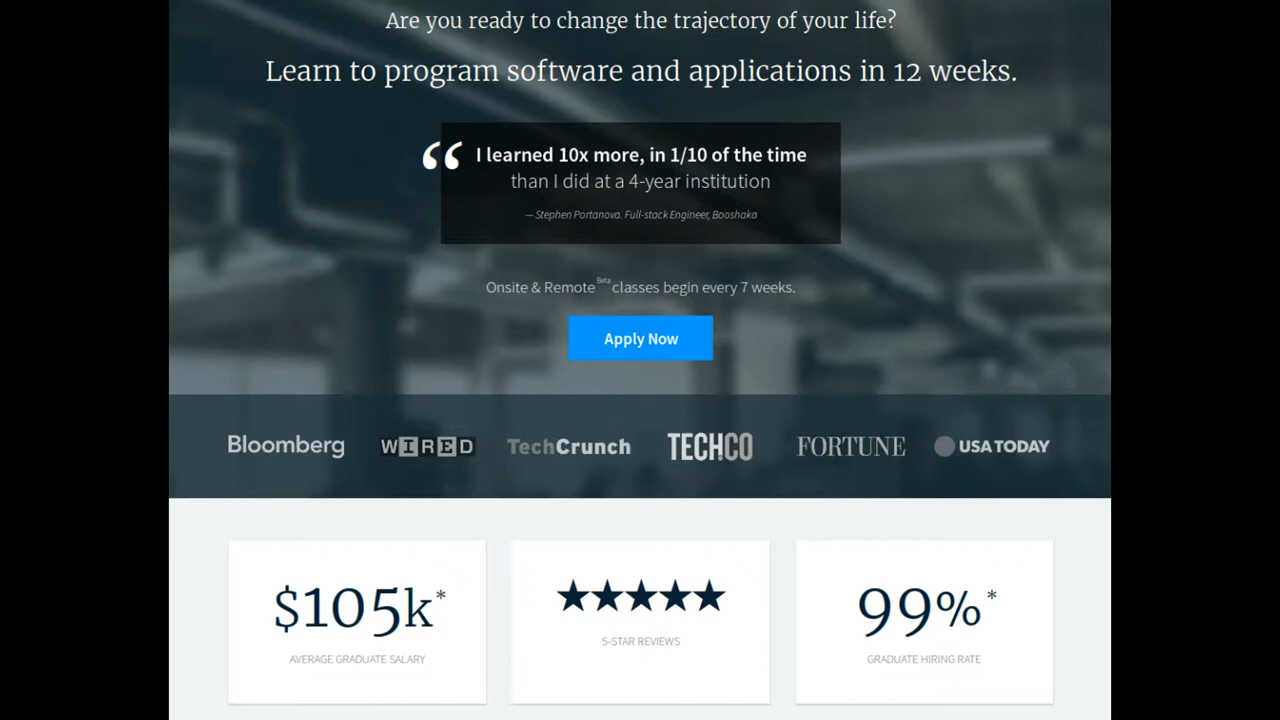 Are you ready to change the trajectory of your life?
Learn to program software and applications in 12 weeks.
“ I learned 10x more, in 1/10 of the time
than I did at a 4-year institution
— Stephen Portanova. Full-stack Engineer, Booshaka
Onsite & Remote Beta classes begin every 7 weeks.
Apply Now
Bloomberg WIRED TechCrunch TECHCO FORTUNE USA TODAY
$105k* ★★★★★ 99%*
5-STAR REVIEWS
AVERAGE GRADUATE SALARY GRADUATE HIRING RATE